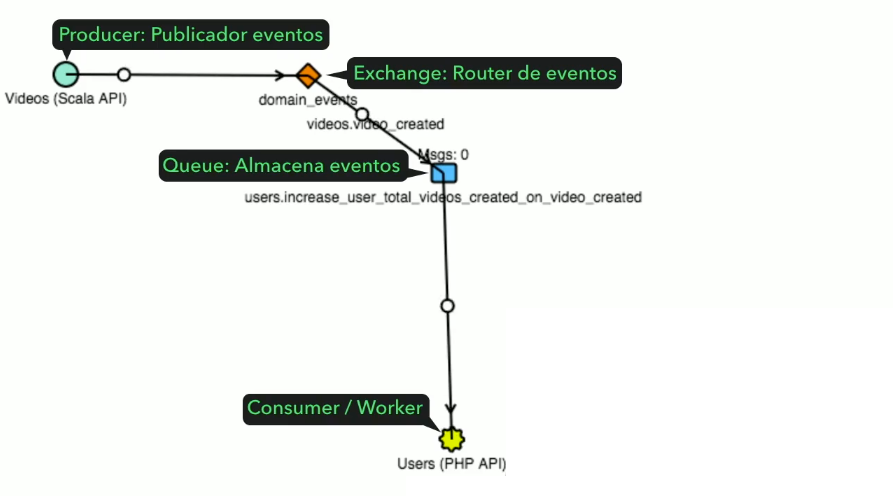 Producer: Publicador eventos
Exchange: Router de eventos
Videos (Scala API)
domain_events
videos.video_created
Msgs: 0
Queue: Almacena eventos
users.increase_user_total_videos_created_on_video_created
Consumer / Worker
Users (PHP API)